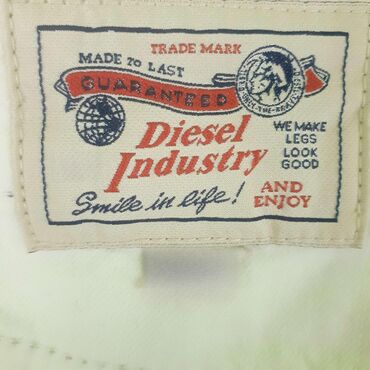 TRADE MARK
MADE TO LAST
GUARANTEED
Diesel
Industry
WE MAKE
LEGS
LOOK
GOOD
AND
ENJOY
Smile in life!